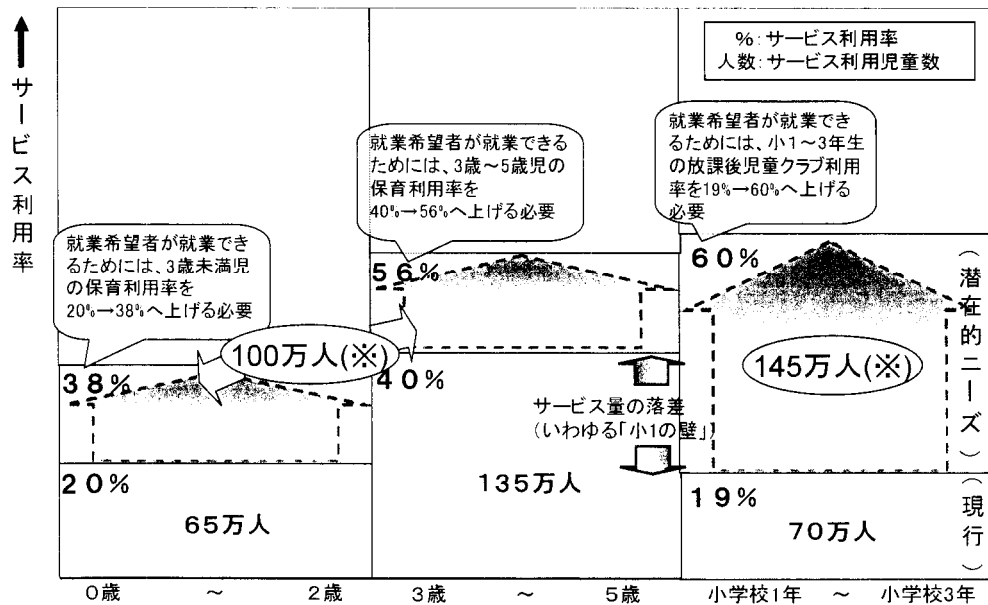 サービス利用率
%:サービス利用率
人数:サービス利用児童数
就業希望者が就業でき
るためには、3歳未満児
の保育利用率を
20%→38%へ上げる必要
就業希望者が就業できる
ためには、3歳～5歳児の
保育利用率を
40%→56%へ上げる必要
就業希望者が就業でき
るためには、小1～3年生
の放課後児童クラブ利用
率を19%→60%へ上げる
必要
38%
100万人(※)
20%
65万人
56%
40%
サービス量の落差
(いわゆる「小1の壁」)
135万人
60%
145万人(※)
19%
70万人
(潜在的ニーズ)
(現行)
0歳 ～ 2歳
3歳 ～ 5歳
小学校1年 ～ 小学校3年